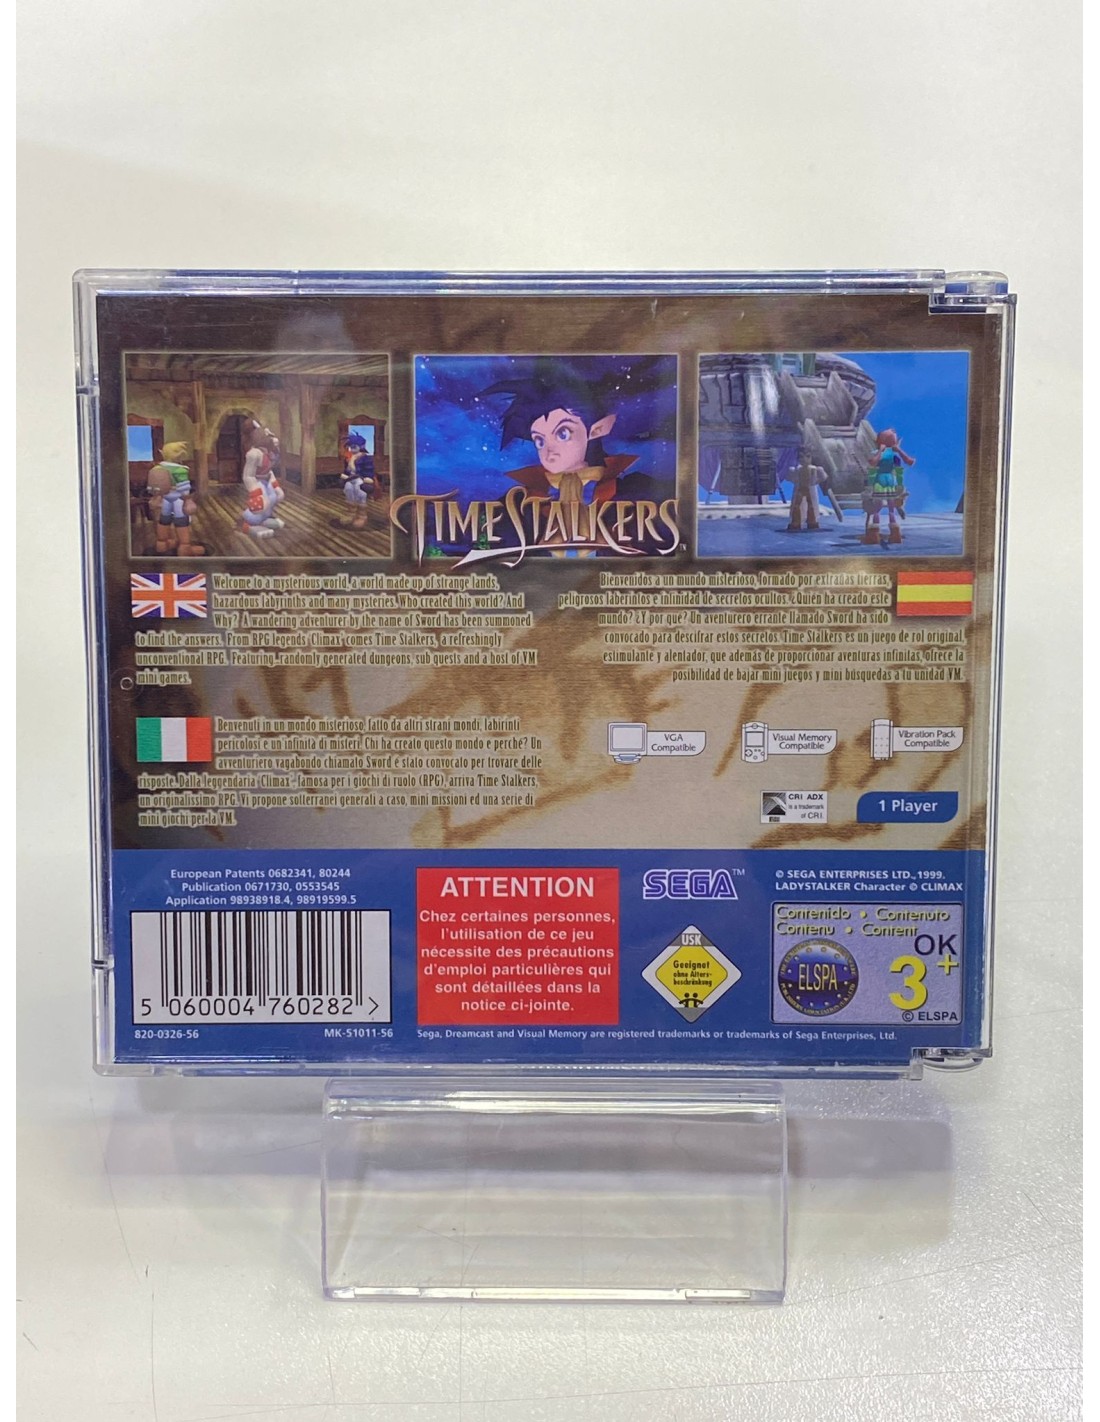 TIME STALKERS™
Welcome to a mysterious world, a world made up of strange lands,
hazardous labyrinths and many mysteries. Who created this world? And
Why? A wandering adventurer by the name of Sword has been summoned
to find the answers. From RPG legends Climax comes Time Stalkers, a refreshingly
unconventional RPG. Featuring randomly generated dungeons, sub quests and a host of VM
mini games.
Bienvenidos a un mundo misterioso, formado por extrañas tierras,
peligrosos laberintos e infinidad de secretos ocultos. ¿Quién ha creado este
mundo? ¿Y por que? Un aventurero errante llamado Sword ha sido
convocado para descifrar estos secretos. Time Stalkers es un juego de rol original,
estimulante y alentador, que además de proporcionar aventuras infinitas, ofrece la
posibilidad de bajar mini juegos y mini búsquedas a tu unidad VM.
Benvenuti in un mondo misterioso, fatto da altri strani mondi, labirinti
pericolosi e un'infinita di misteri. Chi ha creato questo mondo e perché? Un
avventuriero vagabondo chiamato Sword è stato convocato per trovare delle
risposte. Dalla leggendaria Climax, famosa per i giochi di ruolo (RPG), arriva Time Stalkers,
un originalissimo RPG. Vi propone sotterranei generati a caso, mini missioni ed una serie di
mini giochi per la VM.
VGA
Compatible
Visual Memory
Compatible
Vibration Pack
Compatible
CRI ADX
is a trademark
of CRI.
1 Player
European Patents 0682341, 80244
Publication 0671730, 0553545
Application 98938918.4, 98919599.5
5 060004 760282 >
820-0326-56
MK-51011-56
ATTENTION
Chez certaines personnes,
l'utilisation de ce jeu
nécessite des précautions
d'emploi particulières qui
sont détaillées dans la
notice ci-jointe.
SEGA™
USK
Geeignet
ohne Alters-
beschränkung
© SEGA ENTERPRISES LTD., 1999.
LADYSTALKER Character © CLIMAX
Contenido • Contenuto
Contenu • Content
OK
3+
ELSPA
© ELSPA
Sega, Dreamcast and Visual Memory are registered trademarks or trademarks of Sega Enterprises, Ltd.